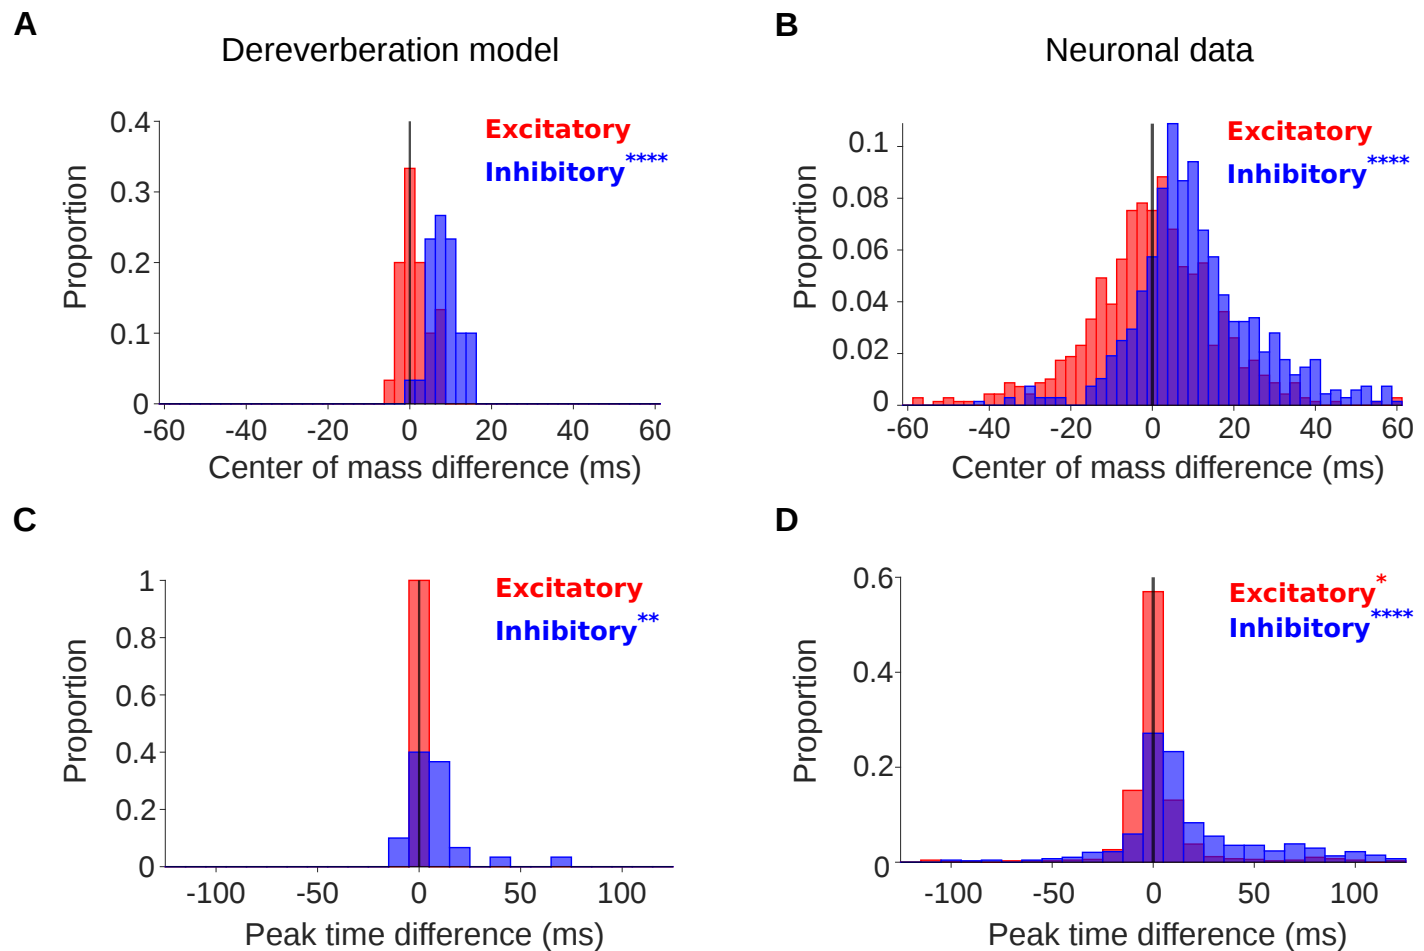 A
B
Dereverberation model
Neuronal data
0.4
0.3
0.2
0.1
0
Proportion
Excitatory
Inhibitory****
-60 -40 -20 0 20 40 60
Center of mass difference (ms)
0.1
0.08
0.06
0.04
0.02
0
Proportion
Excitatory
Inhibitory****
-60 -40 -20 0 20 40 60
Center of mass difference (ms)
C
D
1
0.8
0.6
0.4
0.2
0
Proportion
Excitatory
Inhibitory**
-100 -50 0 50 100
Peak time difference (ms)
0.6
0.4
0.2
0
Proportion
Excitatory*
Inhibitory****
-100 -50 0 50 100
Peak time difference (ms)